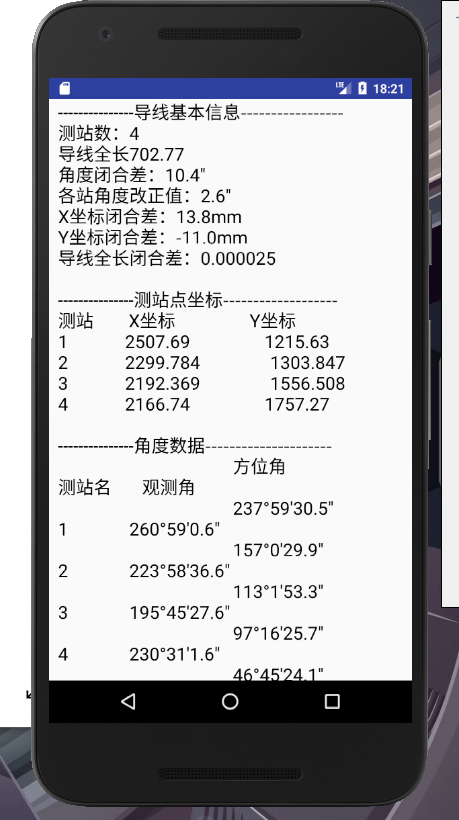 LTE 18:21
---------------导线基本信息-----------------
测站数：4
导线全长702.77
角度闭合差：10.4"
各站角度改正值：2.6"
X坐标闭合差：13.8mm
Y坐标闭合差：-11.0mm
导线全长闭合差：0.000025
---------------测站点坐标-------------------
测站 X坐标 Y坐标
1 2507.69 1215.63
2 2299.784 1303.847
3 2192.369 1556.508
4 2166.74 1757.27
---------------角度数据---------------------
方位角
测站名 观测角
237°59'30.5"
1 260°59'0.6"
157°0'29.9"
2 223°58'36.6"
113°1'53.3"
3 195°45'27.6"
97°16'25.7"
4 230°31'1.6"
46°45'24.1"